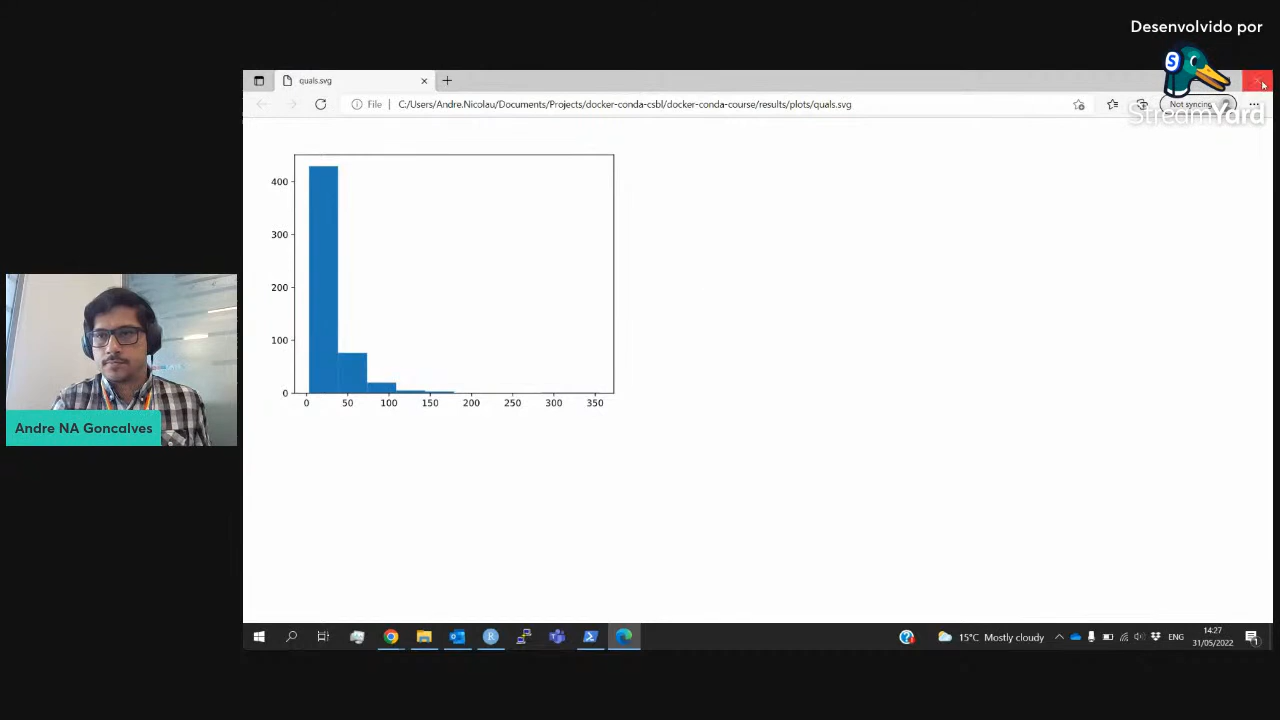 Desenvolvido por
S
StreamYard
quals.svg
Not syncing
File
C:/Users/Andre.Nicolau/Documents/Projects/docker-conda-csbl/docker-conda-course/results/plots/quals.svg
400
300
200
100
0
0 50 100 150 200 250 300 350
Andre NA Goncalves
15°C Mostly cloudy
ENG
14:27
31/05/2022